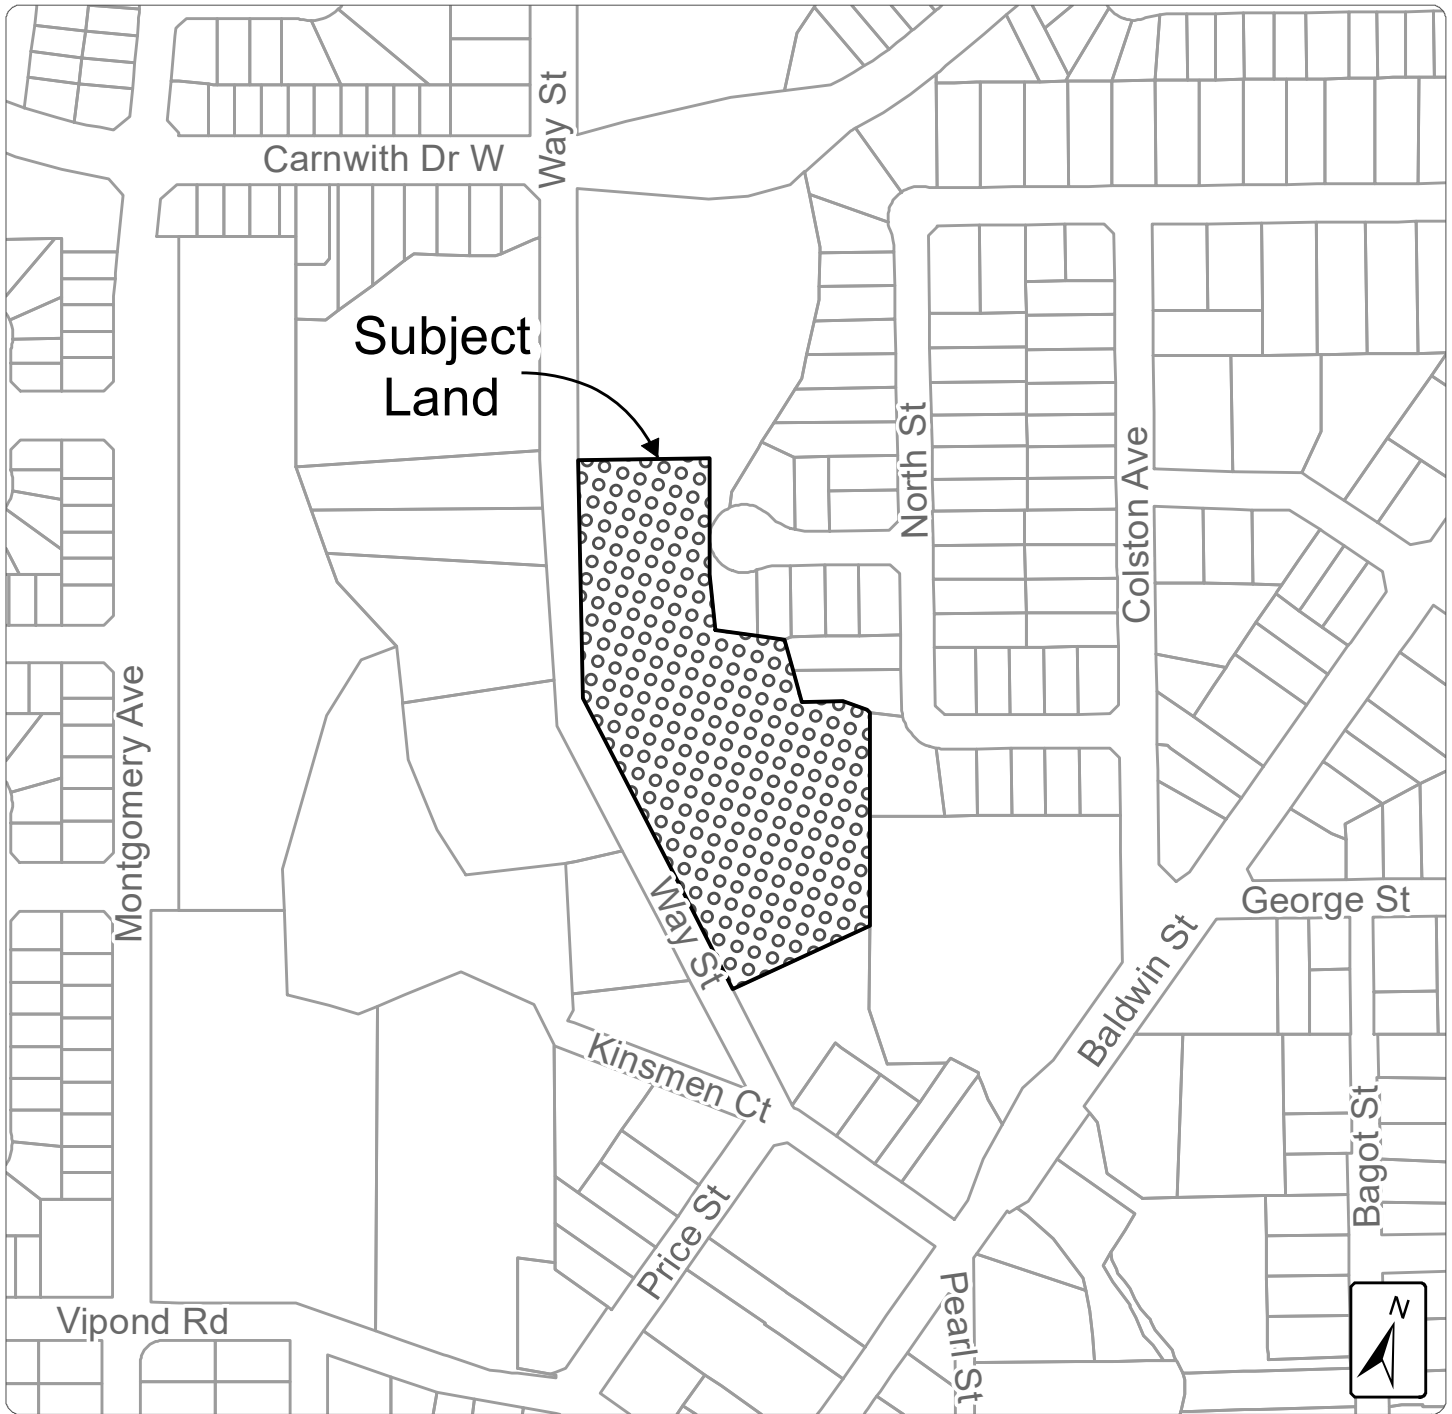 Way St
Carnwith Dr W
Subject
Land
North St
Colston Ave
Montgomery Ave
Way St
George St
Baldwin St
Kinsmen Ct
Bagot St
Price St
Pearl St
Vipond Rd
N